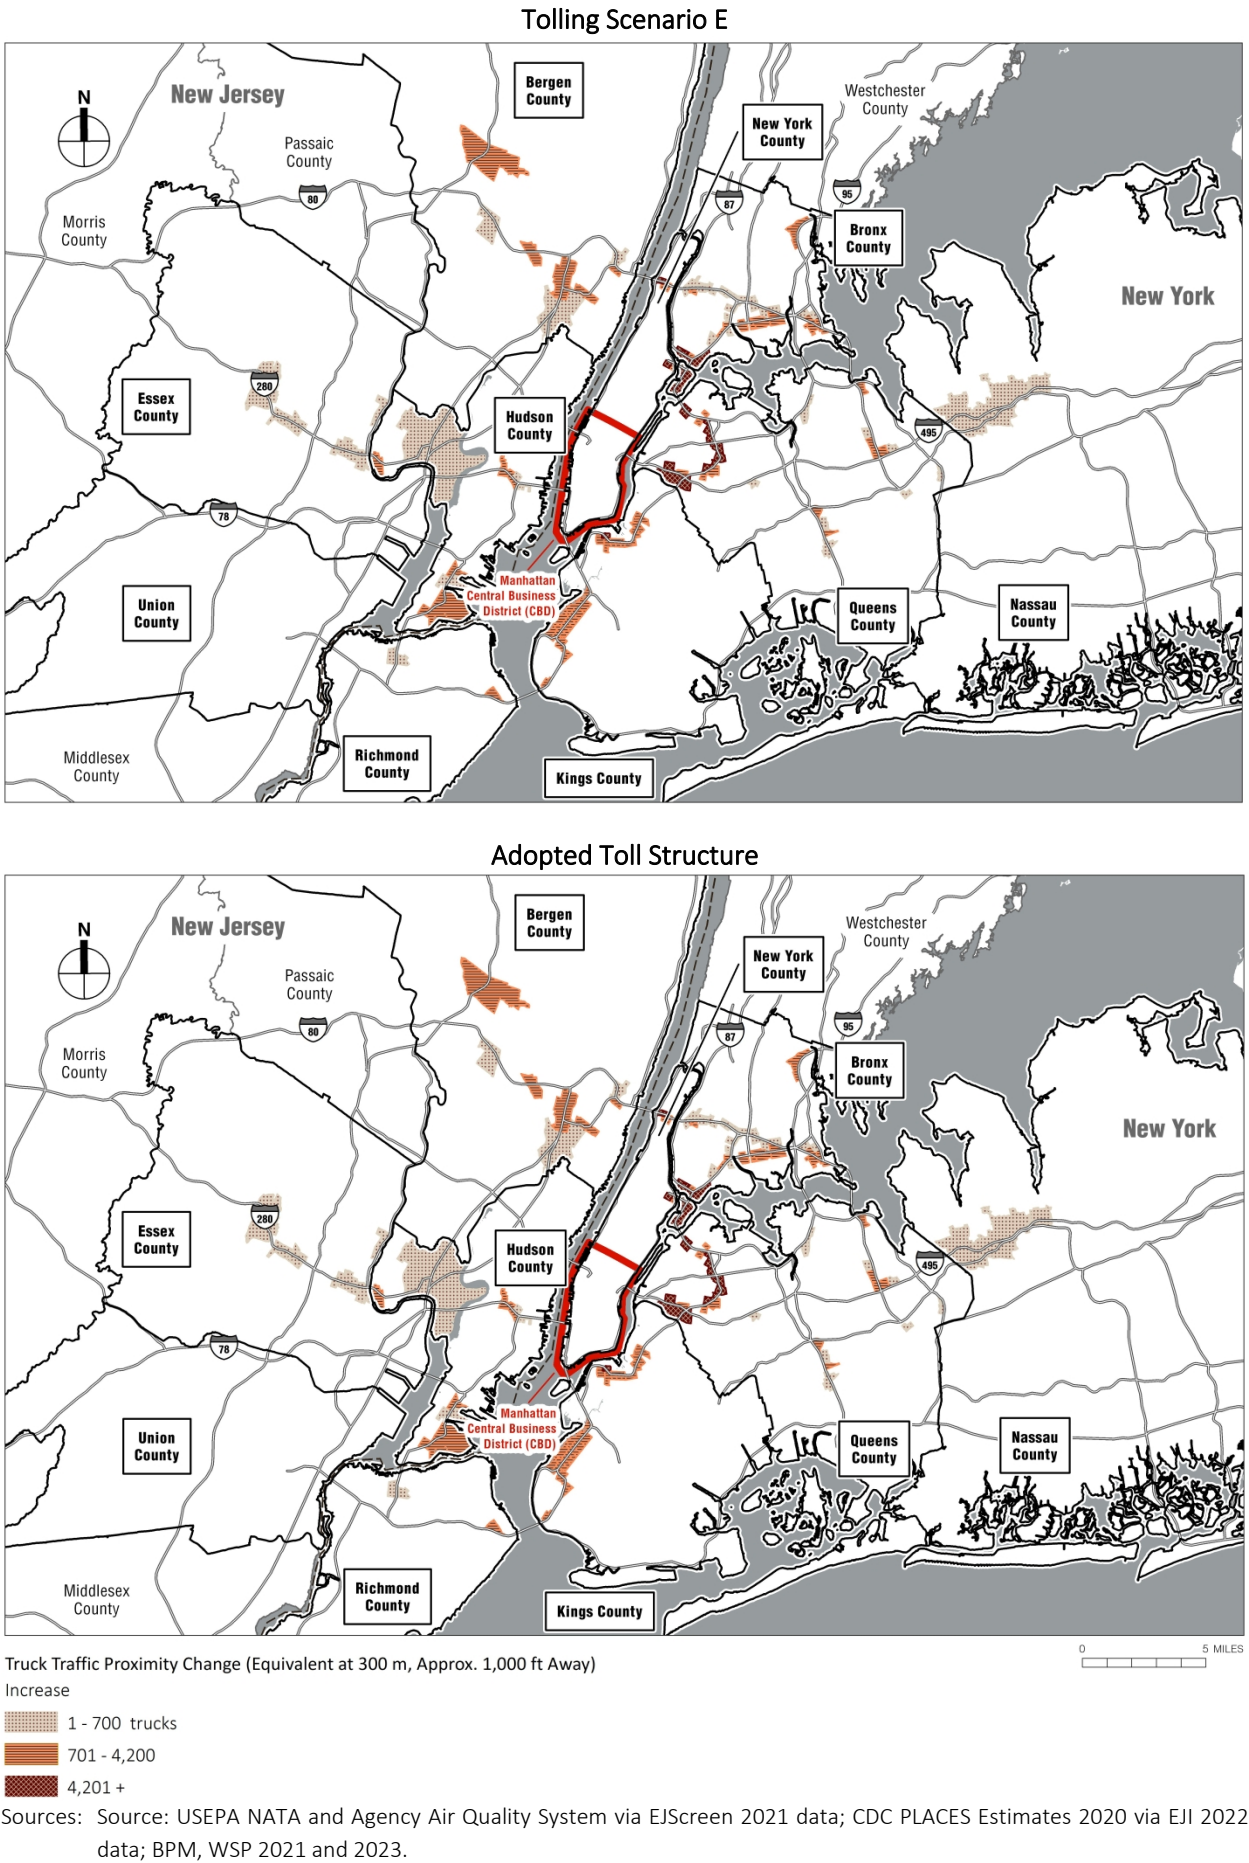 Tolling Scenario E
New Jersey
Bergen
County
Westchester
County
N
New York
County
Passaic
County
80
87
95
Morris
County
Bronx
County
New York
280
Essex
County
Hudson
County
495
78
Manhattan
Central Business
District (CBD)
Union
County
Queens
County
Nassau
County
Middlesex
County
Richmond
County
Kings County
Adopted Toll Structure
New Jersey
Bergen
County
Westchester
County
N
New York
County
Passaic
County
80
87
95
Morris
County
Bronx
County
New York
280
Essex
County
Hudson
County
495
78
Manhattan
Central Business
District (CBD)
Union
County
Queens
County
Nassau
County
Middlesex
County
Richmond
County
Kings County
0 5 MILES
Truck Traffic Proximity Change (Equivalent at 300 m, Approx. 1,000 ft Away)
Increase
1 - 700 trucks
701 - 4,200
4,201 +
Sources: Source: USEPA NATA and Agency Air Quality System via EJScreen 2021 data; CDC PLACES Estimates 2020 via EJI 2022
data; BPM, WSP 2021 and 2023.